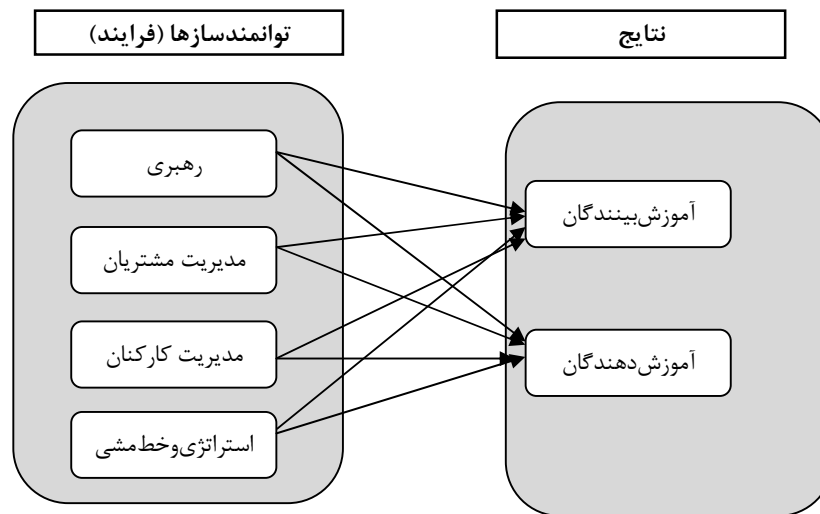 نتایج
توانمندسازها (فرایند)
رهبری
مدیریت مشتریان
مدیریت کارکنان
استراتژی‌وخط‌مشی
آموزش‌بینندگان
آموزش‌دهندگان